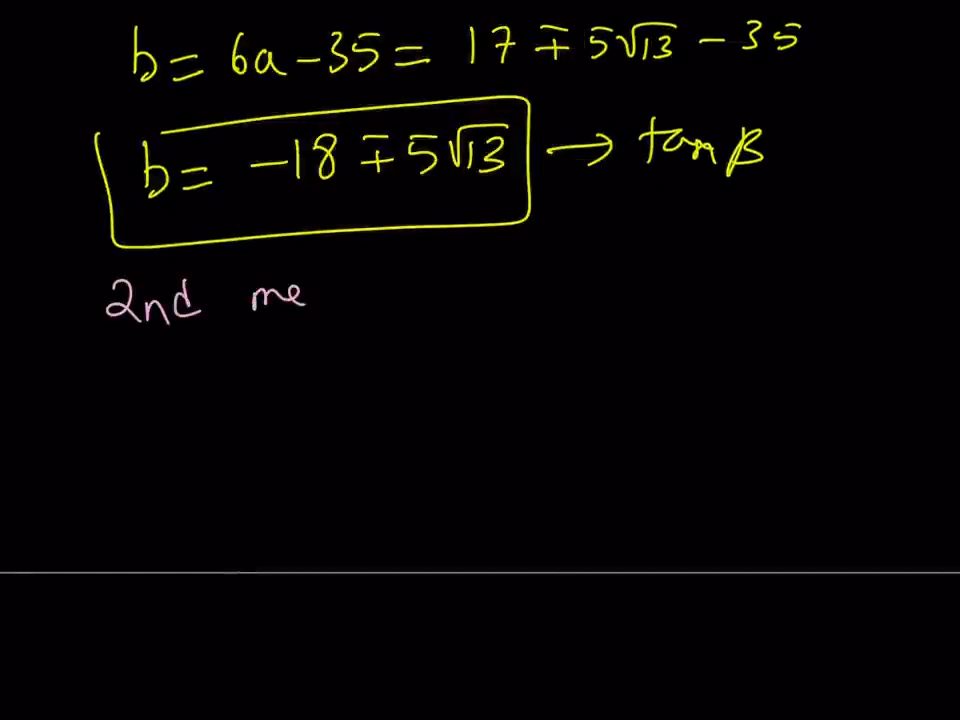 b = 6a - 35 = 17 ∓ 5√13 - 35
b = -18 ∓ 5√13 → tan β
2nd me